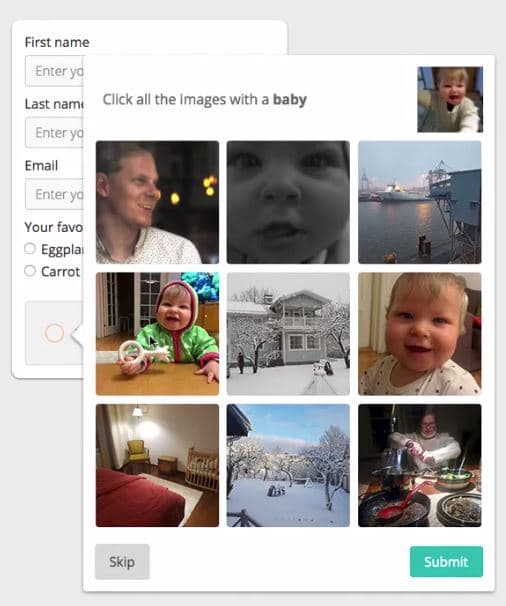 First name
Enter yo
Last name
Enter yo
Email
Enter yo
Your favo
Eggpla
Carrot
Click all the images with a baby
Skip
Submit